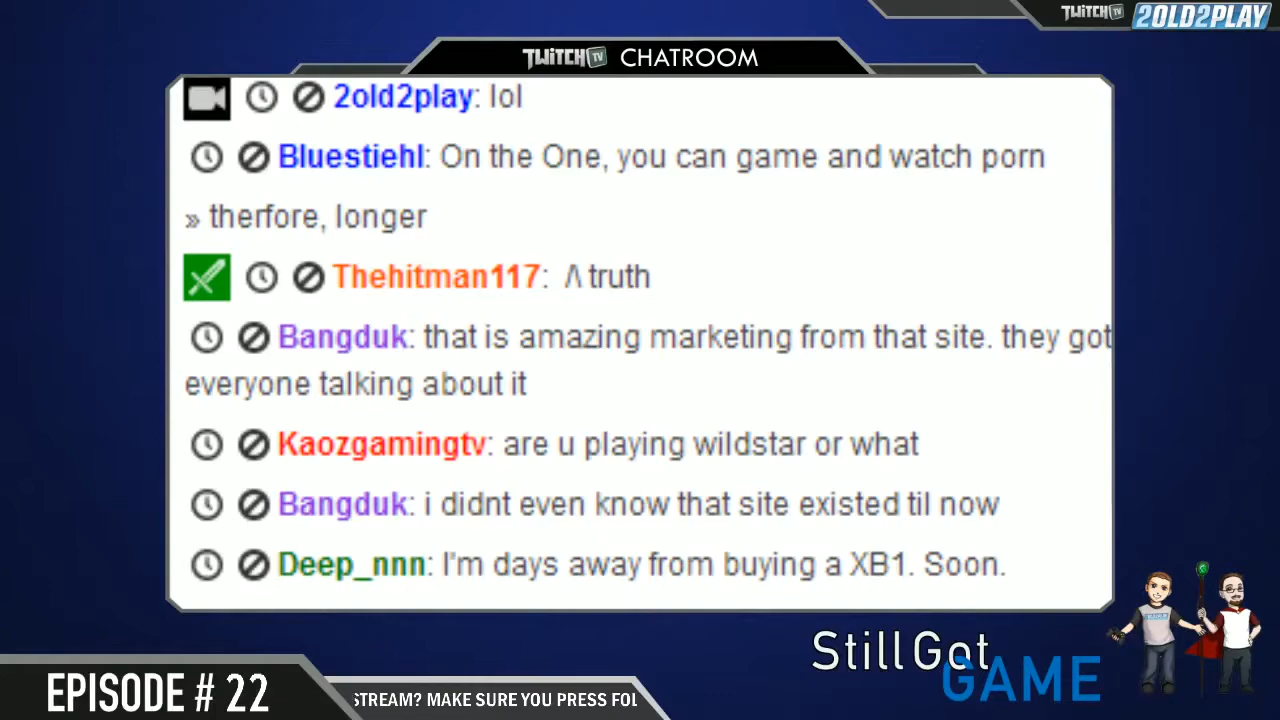 TWITCH TV 2OLD2PLAY
TWITCH TV CHATROOM
2old2play: lol
Bluestiehl: On the One, you can game and watch porn
» therfore, longer
Thehitman117: /\ truth
Bangduk: that is amazing marketing from that site. they got
everyone talking about it
Kaozgamingtv: are u playing wildstar or what
Bangduk: i didnt even know that site existed til now
Deep_nnn: I'm days away from buying a XB1. Soon.
Still Got
GAME
EPISODE # 22
STREAM? MAKE SURE YOU PRESS FOL